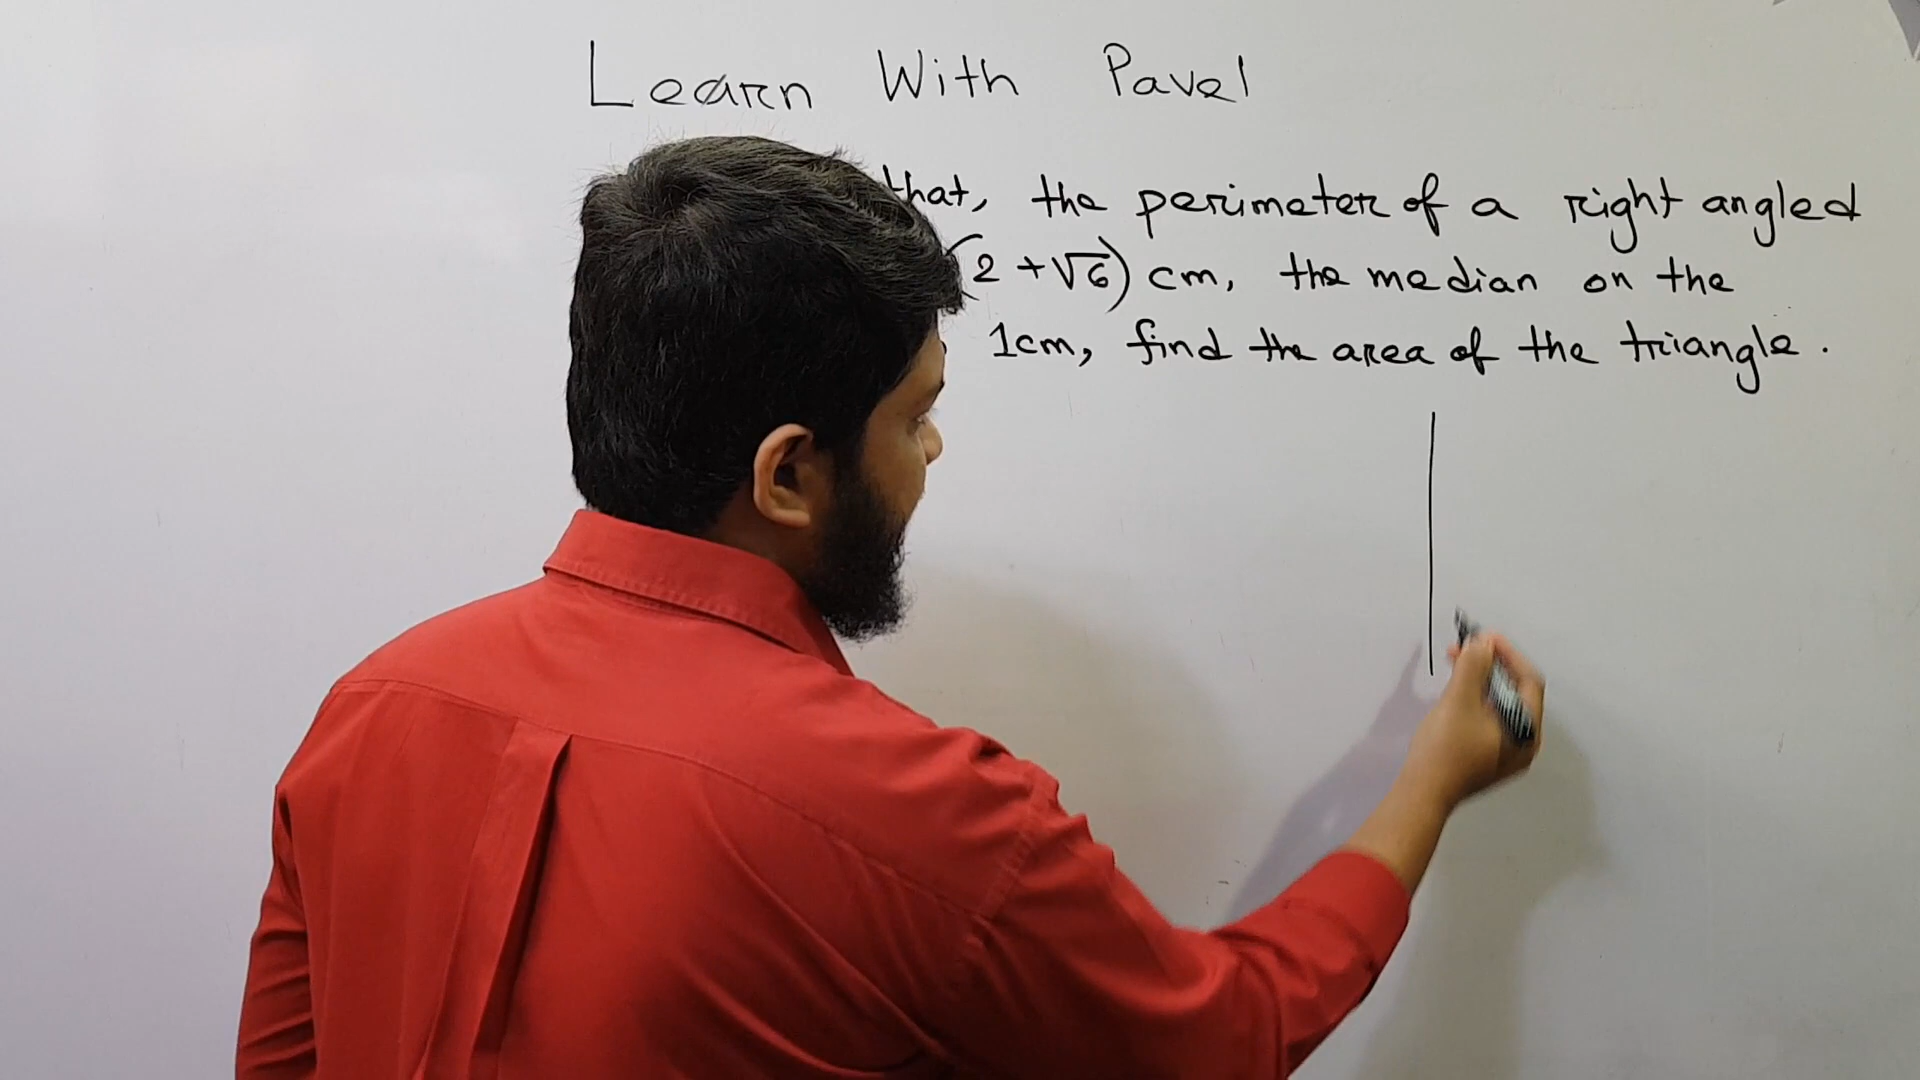 Learn With Pavel
that, the perimeter of a right angled
(2 + √6) cm, the median on the
1cm, find the area of the triangle.